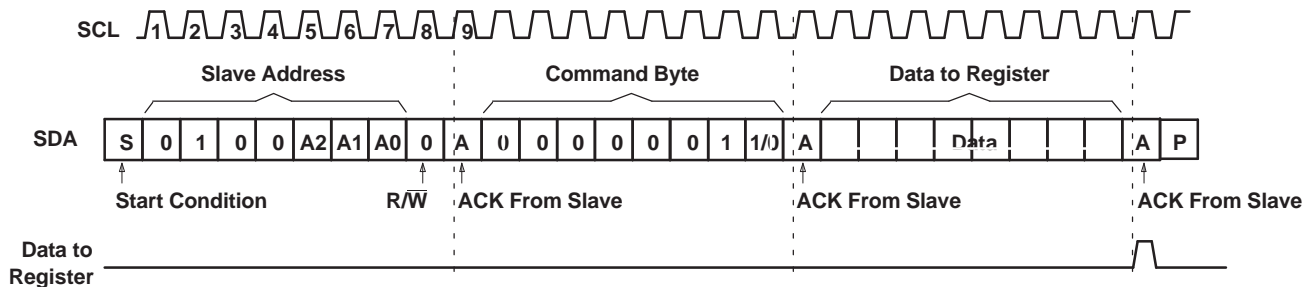 SCL 1 2 3 4 5 6 7 8 9
Slave Address Command Byte Data to Register
SDA S 0 1 0 0 A2 A1 A0 0 A 0 0 0 0 0 0 1 1/0 A Data A P
Start Condition R/W̅ ACK From Slave ACK From Slave ACK From Slave
Data to
Register